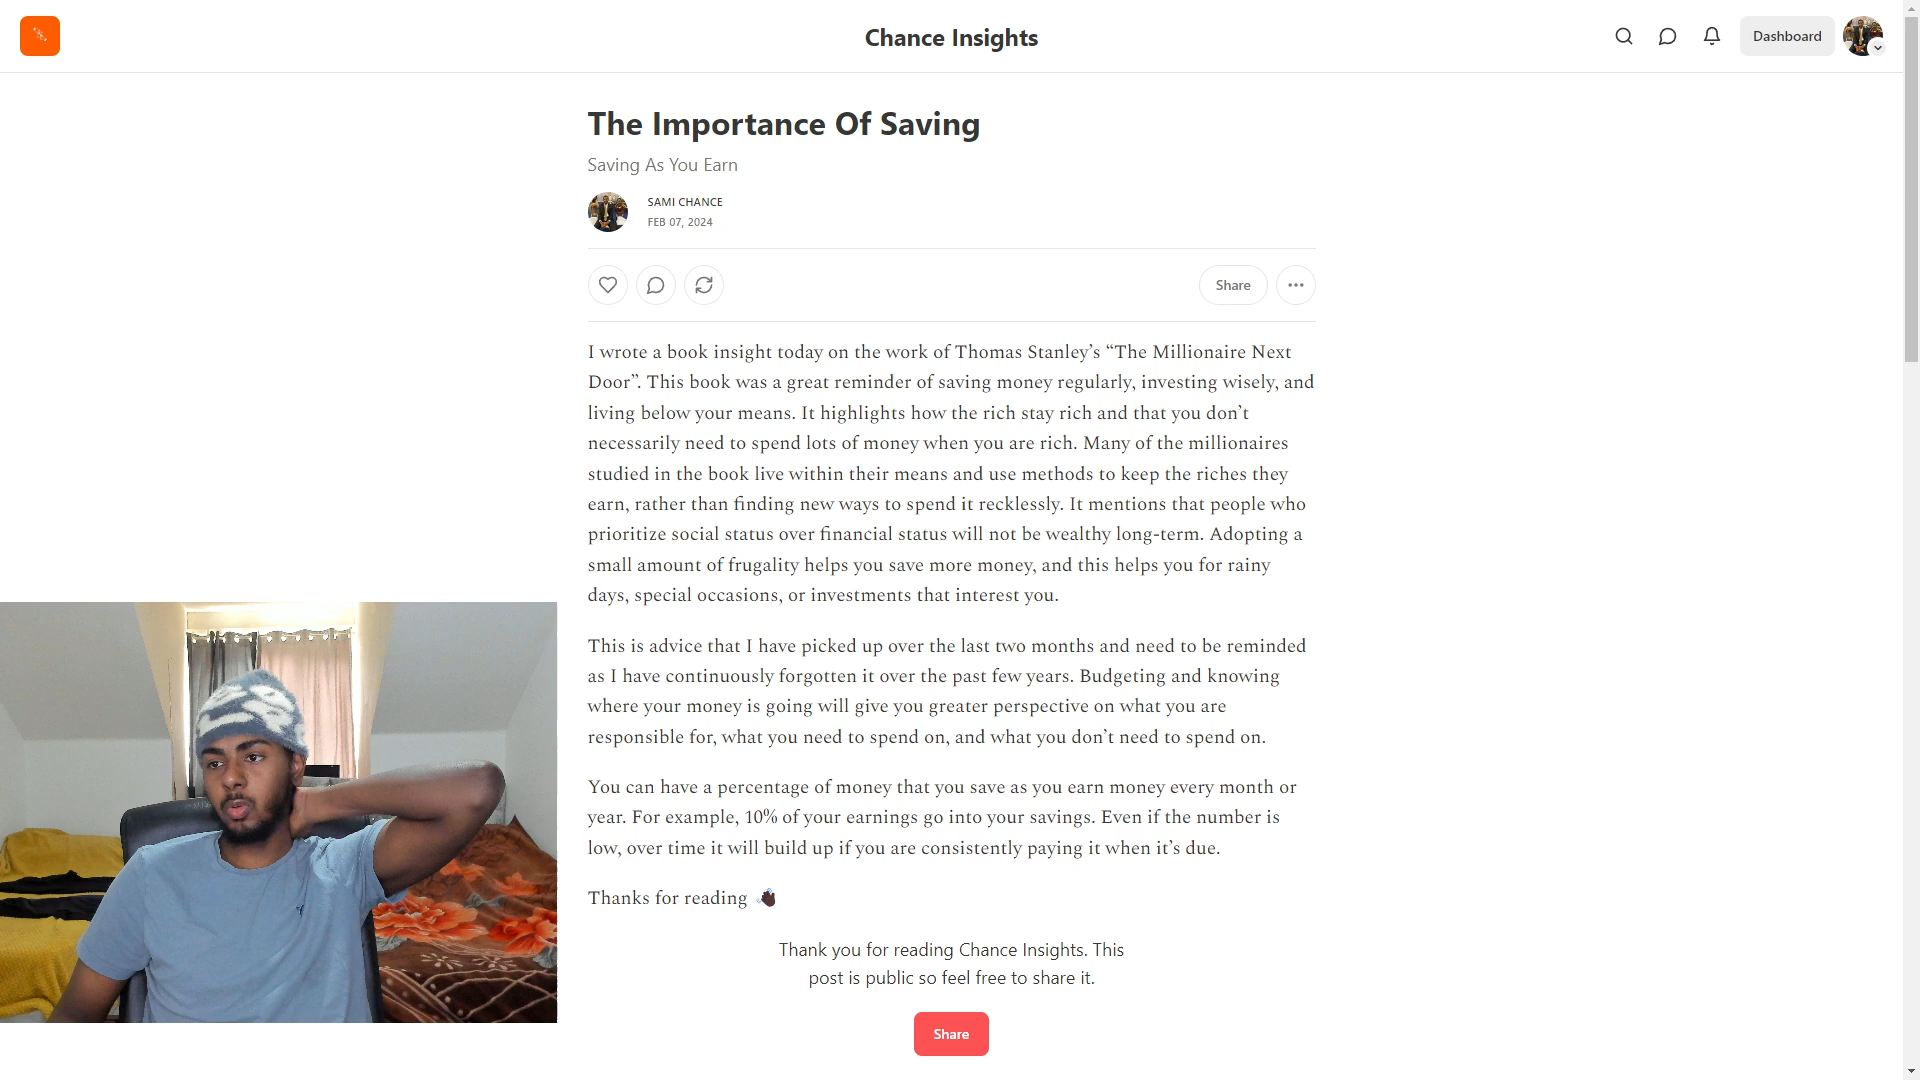 Chance Insights
Dashboard
The Importance Of Saving
Saving As You Earn
SAMI CHANCE
FEB 07, 2024
Share
I wrote a book insight today on the work of Thomas Stanley’s “The Millionaire Next
Door”. This book was a great reminder of saving money regularly, investing wisely, and
living below your means. It highlights how the rich stay rich and that you don’t
necessarily need to spend lots of money when you are rich. Many of the millionaires
studied in the book live within their means and use methods to keep the riches they
earn, rather than finding new ways to spend it recklessly. It mentions that people who
prioritize social status over financial status will not be wealthy long-term. Adopting a
small amount of frugality helps you save more money, and this helps you for rainy
days, special occasions, or investments that interest you.
This is advice that I have picked up over the last two months and need to be reminded
as I have continuously forgotten it over the past few years. Budgeting and knowing
where your money is going will give you greater perspective on what you are
responsible for, what you need to spend on, and what you don’t need to spend on.
You can have a percentage of money that you save as you earn money every month or
year. For example, 10% of your earnings go into your savings. Even if the number is
low, over time it will build up if you are consistently paying it when it’s due.
Thanks for reading 👋🏿
Thank you for reading Chance Insights. This
post is public so feel free to share it.
Share